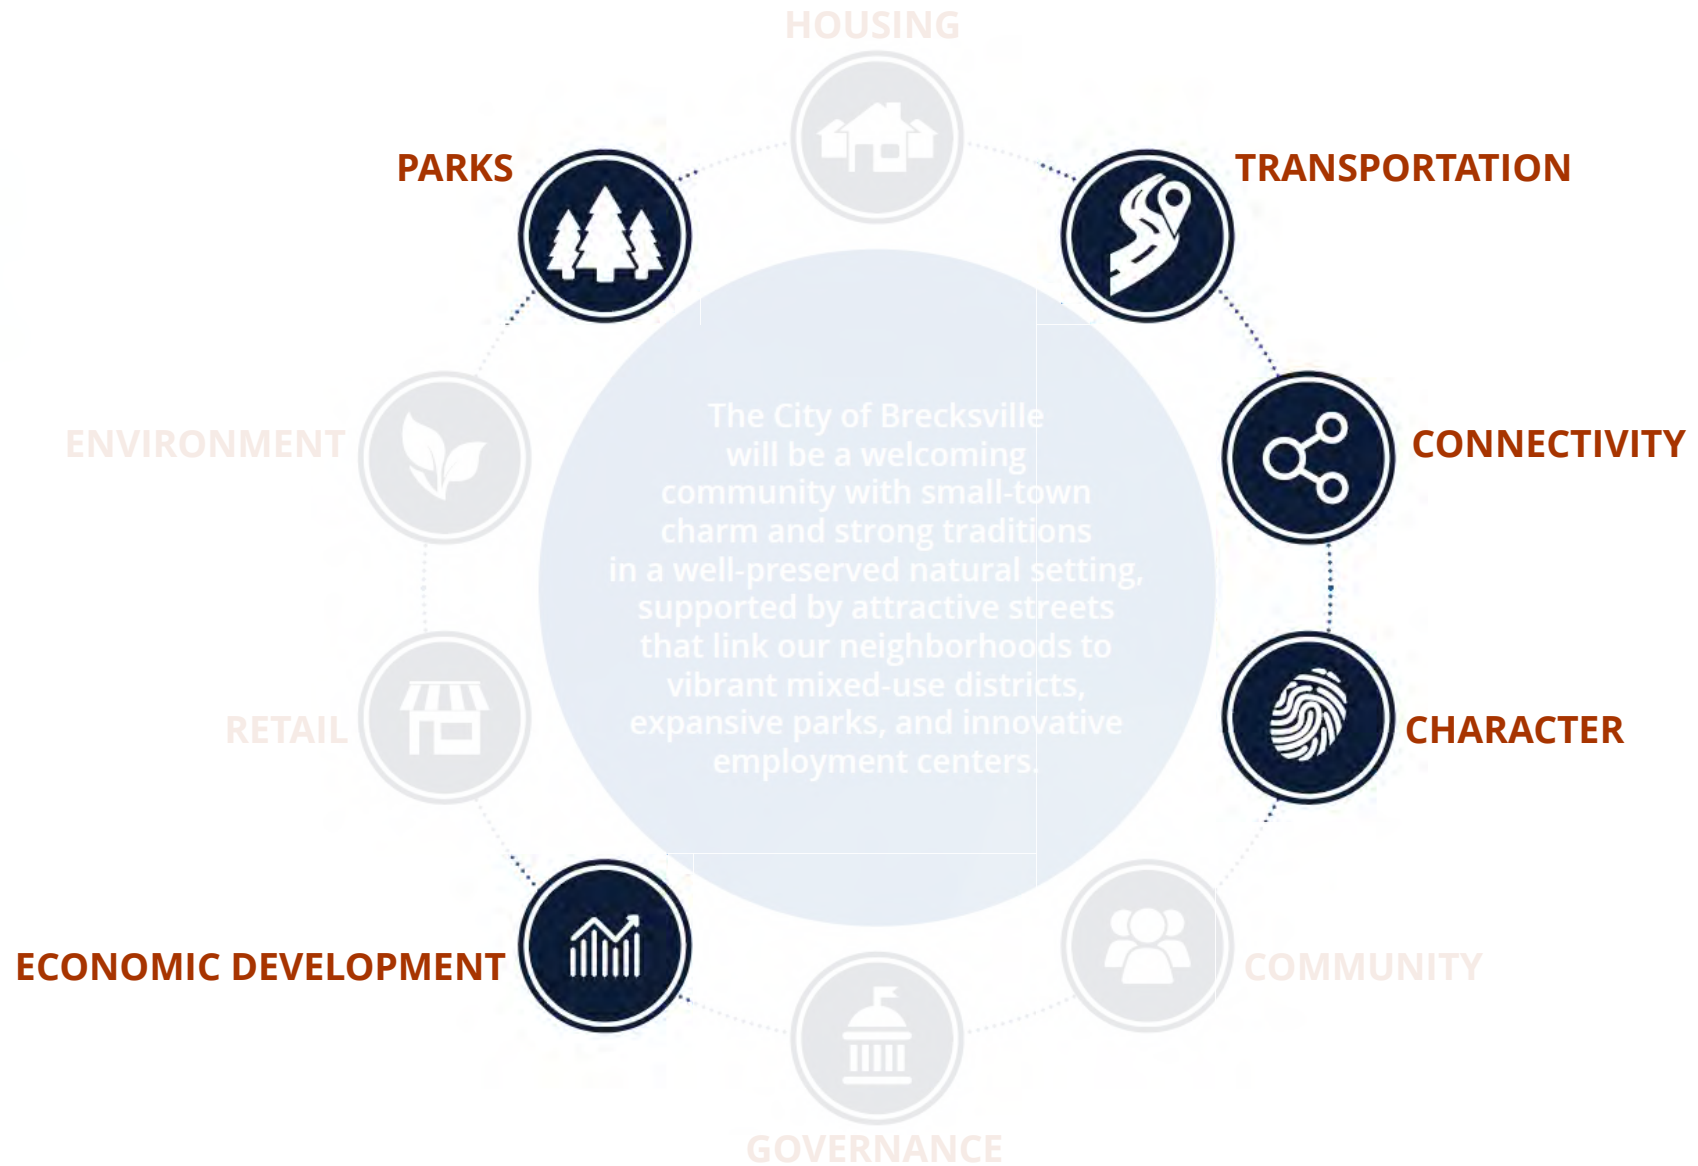 HOUSING
PARKS
TRANSPORTATION
ENVIRONMENT
CONNECTIVITY
The City of Brecksville
will be a welcoming
community with small-town
charm and strong traditions
in a well-preserved natural setting,
supported by attractive streets
that link our neighborhoods to
vibrant mixed-use districts,
expansive parks, and innovative
employment centers.
RETAIL
CHARACTER
ECONOMIC DEVELOPMENT
COMMUNITY
GOVERNANCE